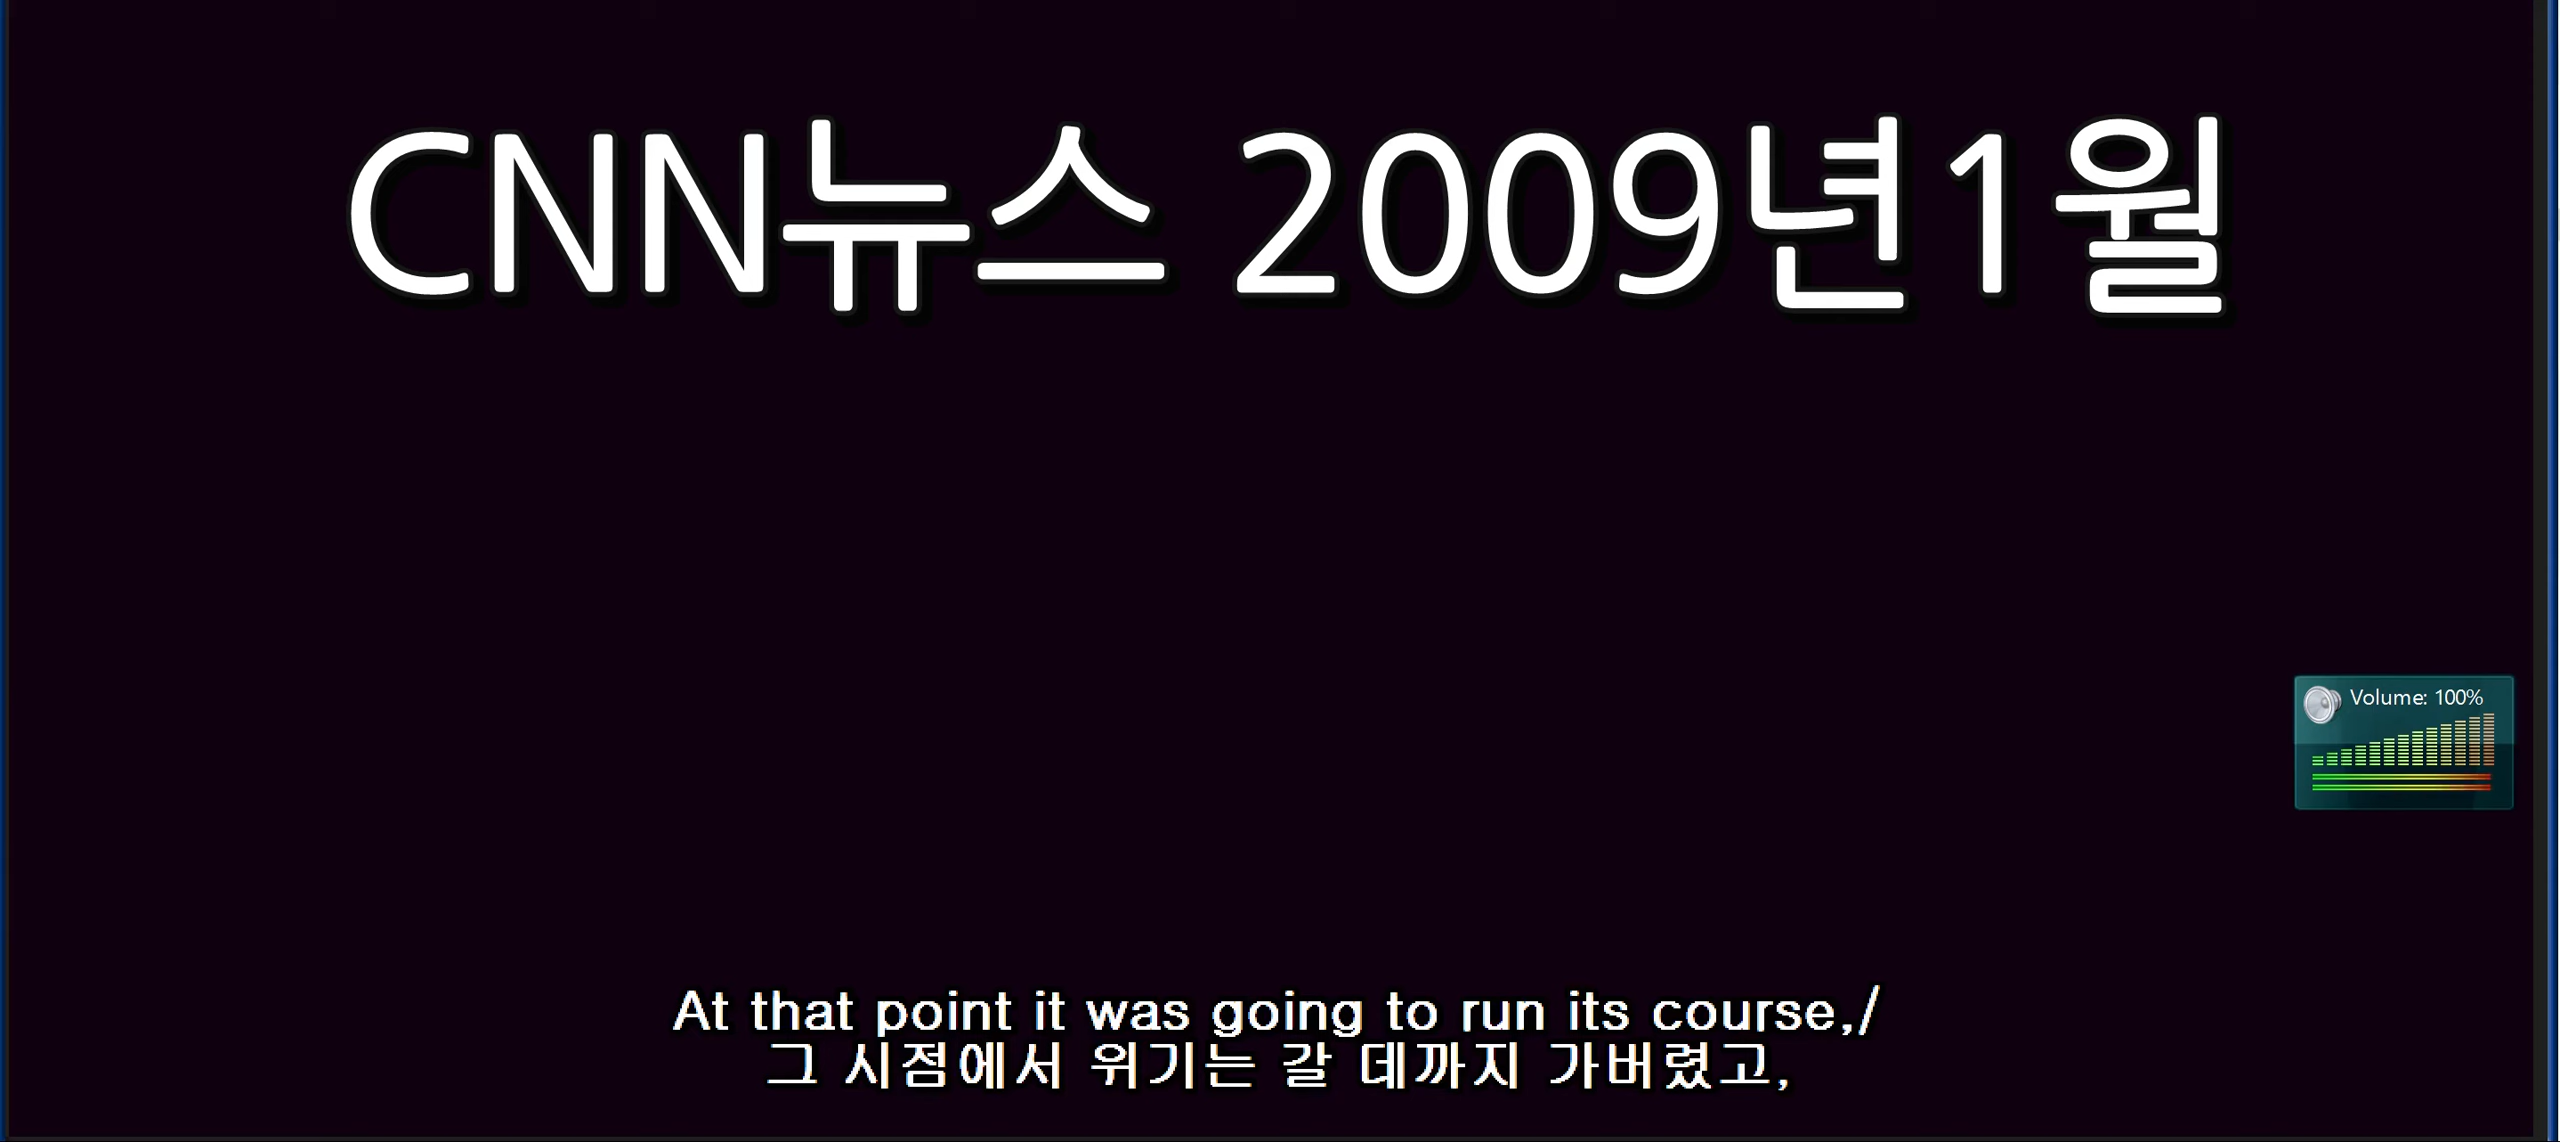 CNN뉴스 2009년1월
Volume: 100%
At that point it was going to run its course,/
그 시점에서 위기는 갈 데까지 가버렸고,